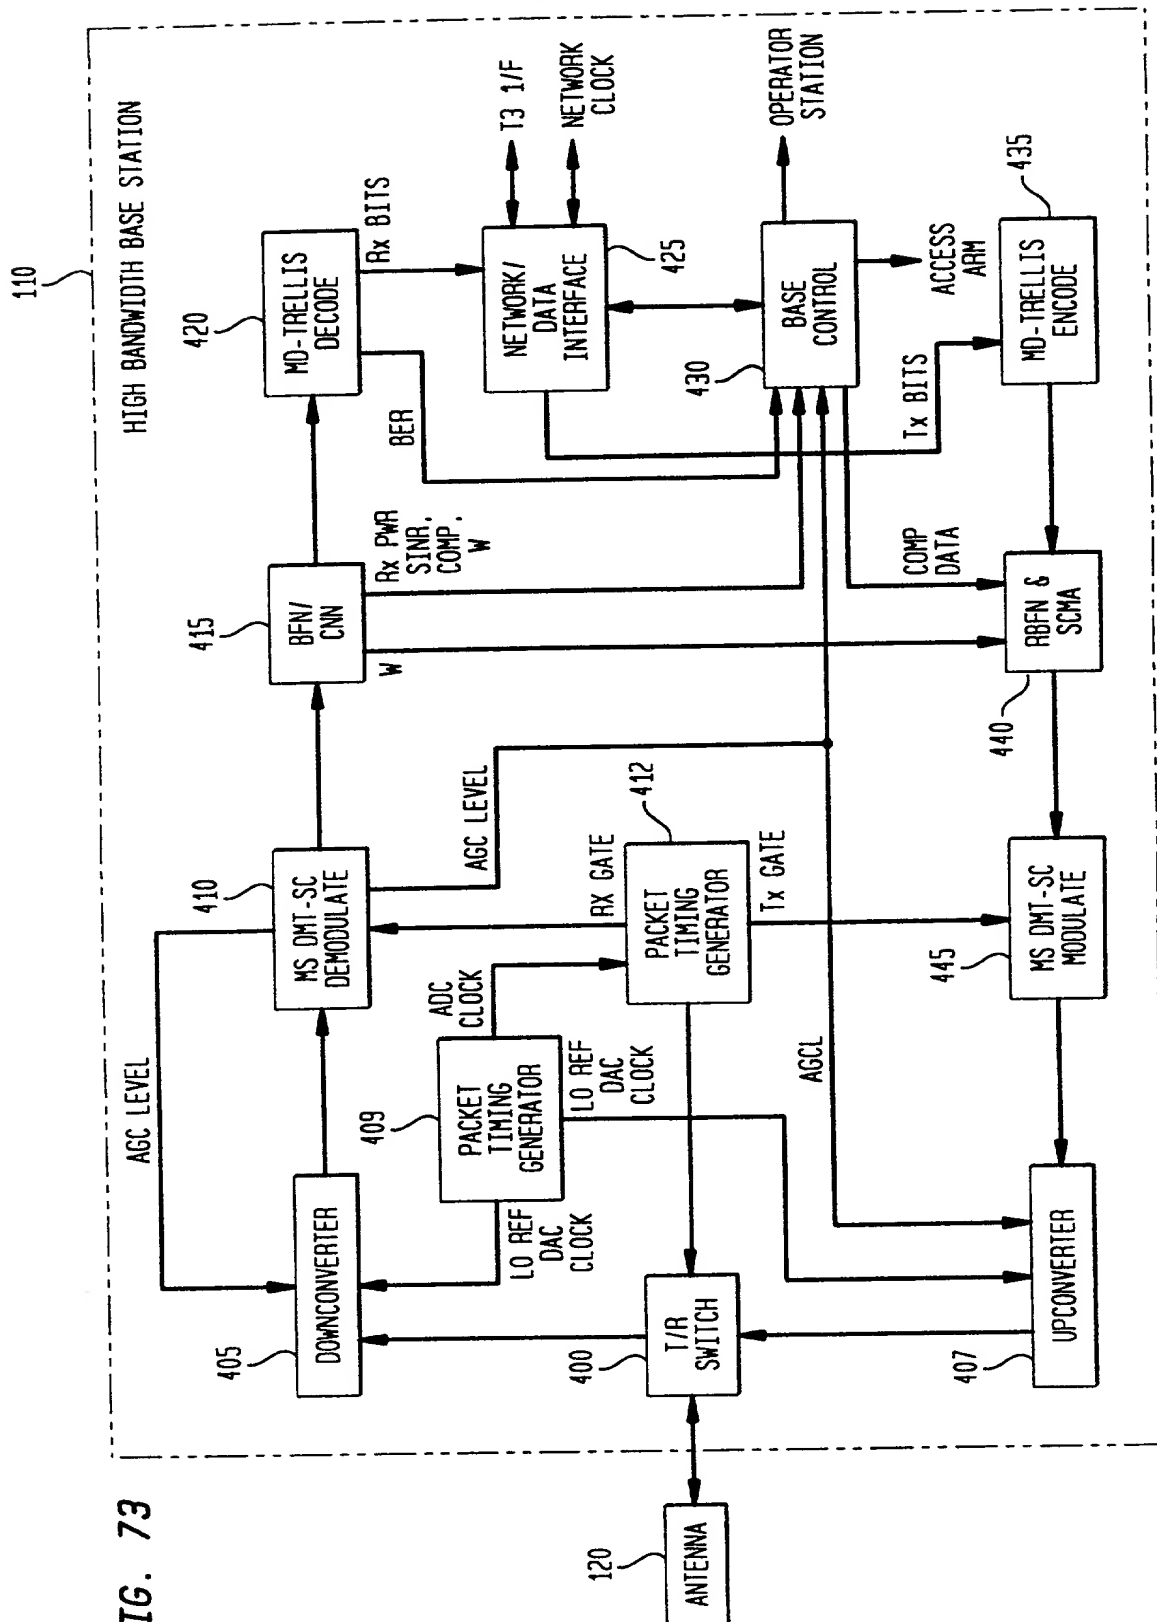 IG. 73
110
HIGH BANDWIDTH BASE STATION
AGC LEVEL
405
DOWNCONVERTER
410
MS DMT-SC
DEMODULATE
415
BFN/
CNN
420
MD-TRELLIS
DECODE
LO REF
DAC
CLOCK
409
PACKET
TIMING
GENERATOR
ADC
CLOCK
LO REF
DAC
CLOCK
AGC LEVEL
Rx GATE
412
PACKET
TIMING
GENERATOR
Tx GATE
W
Rx PWR
SINR,
COMP,
W
BER
Rx BITS
NETWORK/
DATA
INTERFACE
425
T3 1/F
NETWORK
CLOCK
120
ANTENNA
400
T/R
SWITCH
AGCL
430
BASE
CONTROL
OPERATOR
STATION
ACCESS
ARM
COMP
DATA
Tx BITS
407
UPCONVERTER
445
MS DMT-SC
MODULATE
440
RBFN &
SCMA
MD-TRELLIS
ENCODE
435